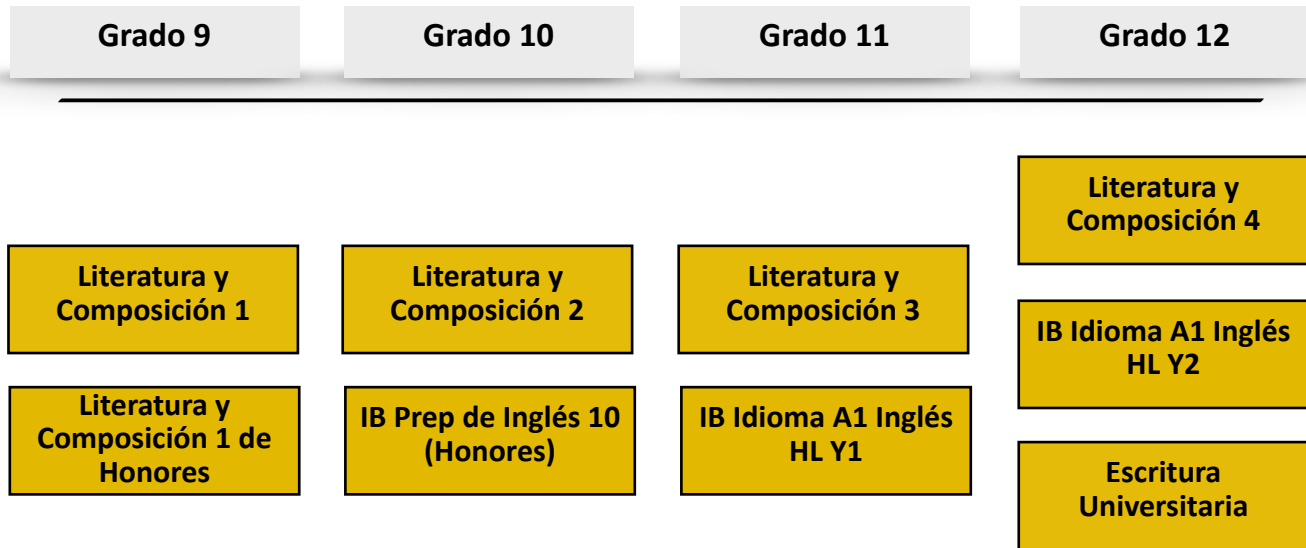 Grado 9
Grado 10
Grado 11
Grado 12
Literatura y
Composición 1
Literatura y
Composición 1 de
Honores
Literatura y
Composición 2
IB Prep de Inglés 10
(Honores)
Literatura y
Composición 3
IB Idioma A1 Inglés
HL Y1
Literatura y
Composición 4
IB Idioma A1 Inglés
HL Y2
Escritura
Universitaria